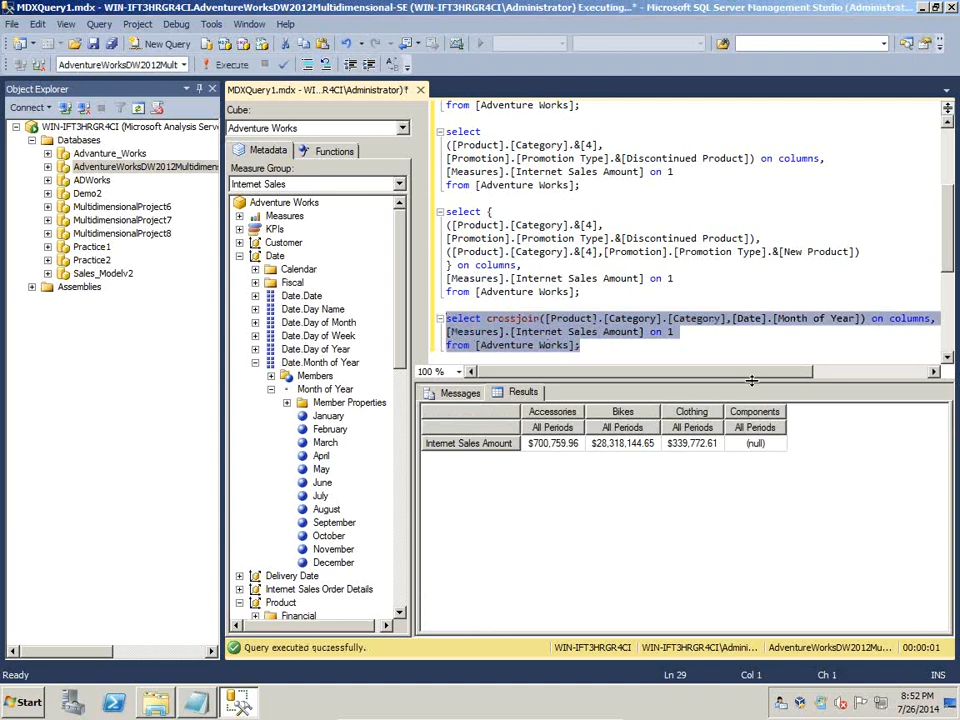 MDXQuery1.mdx - WIN-IFT3HRGR4CI.AdventureWorksDW2012Multidimensional-SE (WIN-IFT3HRGR4CI\Administrator) Executing...* - Microsoft SQL Server Management Studio (Administrat...
File Edit View Query Project Debug Tools Window Help
New Query
AdventureWorksDW2012Mult
Execute
Object Explorer
Connect
WIN-IFT3HRGR4CI (Microsoft Analysis Serve
Databases
Advanture_Works
AdventureWorksDW2012Multidimens
ADWorks
Demo2
MultidimensionalProject6
MultidimensionalProject7
MultidimensionalProject8
Practice1
Practice2
Sales_Modelv2
Assemblies
MDXQuery1.mdx - WI...R4CI\Administrator)*
Cube:
Adventure Works
Metadata Functions
Measure Group:
Internet Sales
Adventure Works
Measures
KPIs
Customer
Date
Calendar
Fiscal
Date.Date
Date.Day Name
Date.Day of Month
Date.Day of Week
Date.Day of Year
Date.Month of Year
Members
Month of Year
Member Properties
January
February
March
April
May
June
July
August
September
October
November
December
Delivery Date
Internet Sales Order Details
Product
Financial
from [Adventure Works];
select
([Product].[Category].&[4],
[Promotion].[Promotion Type].&[Discontinued Product]) on columns,
[Measures].[Internet Sales Amount] on 1
from [Adventure Works];
select {
([Product].[Category].&[4],
[Promotion].[Promotion Type].&[Discontinued Product]),
([Product].[Category].&[4],[Promotion].[Promotion Type].&[New Product])
} on columns,
[Measures].[Internet Sales Amount] on 1
from [Adventure Works];
select crossjoin([Product].[Category].[Category],[Date].[Month of Year]) on columns,
[Measures].[Internet Sales Amount] on 1
from [Adventure Works];
100 %
Messages Results
Accessories Bikes Clothing Components
All Periods All Periods All Periods All Periods
Internet Sales Amount $700,759.96 $28,318,144.65 $339,772.61 (null)
Query executed successfully.
WIN-IFT3HRGR4CI WIN-IFT3HRGR4CI\Admini... AdventureWorksDW2012Mu... 00:00:01
Ready Ln 29 Col 1 Ch 1 INS
Start
8:52 PM
7/26/2014